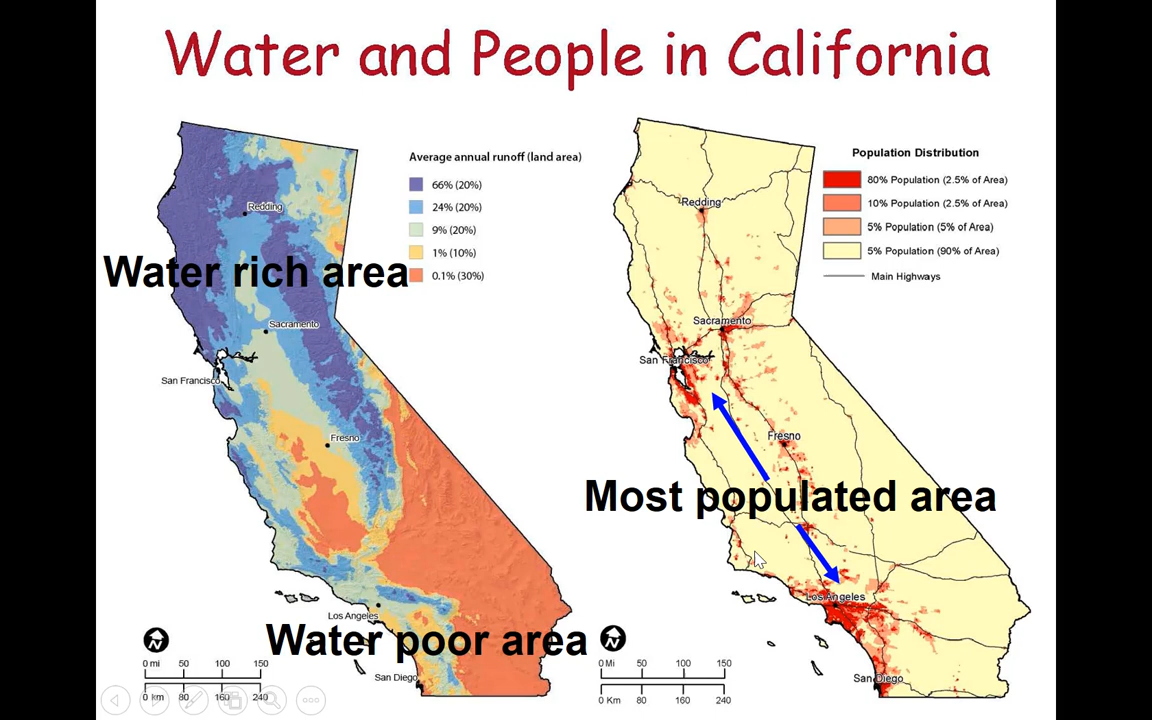 Water and People in California
Average annual runoff (land area)
66% (20%)
24% (20%)
9% (20%)
1% (10%)
0.1% (30%)
Redding
Water rich area
Sacramento
San Francisco
Fresno
Los Angeles
Water poor area
San Diego
N
0 mi 50 100 150
0 km 80 160 240
Population Distribution
80% Population (2.5% of Area)
10% Population (2.5% of Area)
5% Population (5% of Area)
5% Population (90% of Area)
Main Highways
Redding
Sacramento
San Francisco
Fresno
Most populated area
Los Angeles
San Diego
N
0 Mi 50 100 150
0 Km 80 160 240